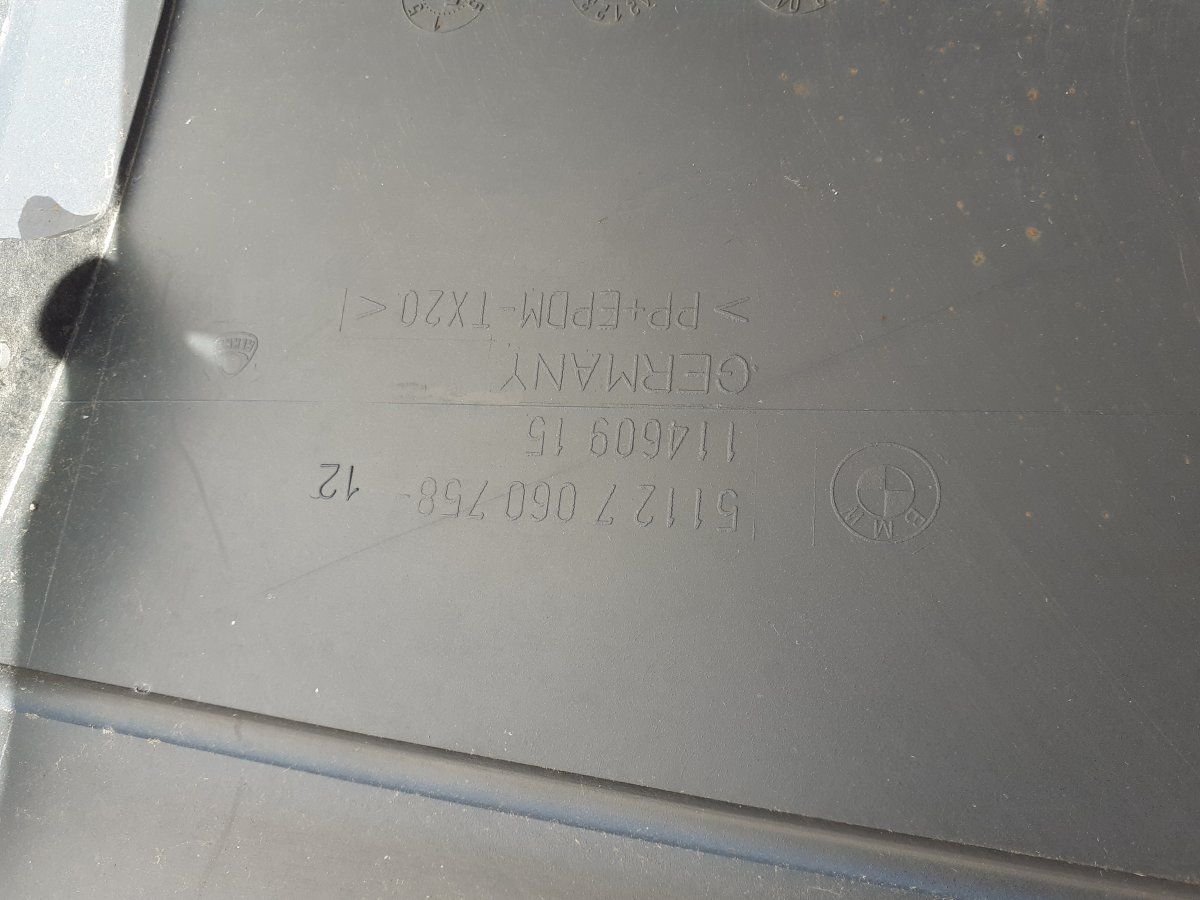 BMW
5112 7 060 758-12
114609 15
GERMANY
>PP+EPDM-TX20<